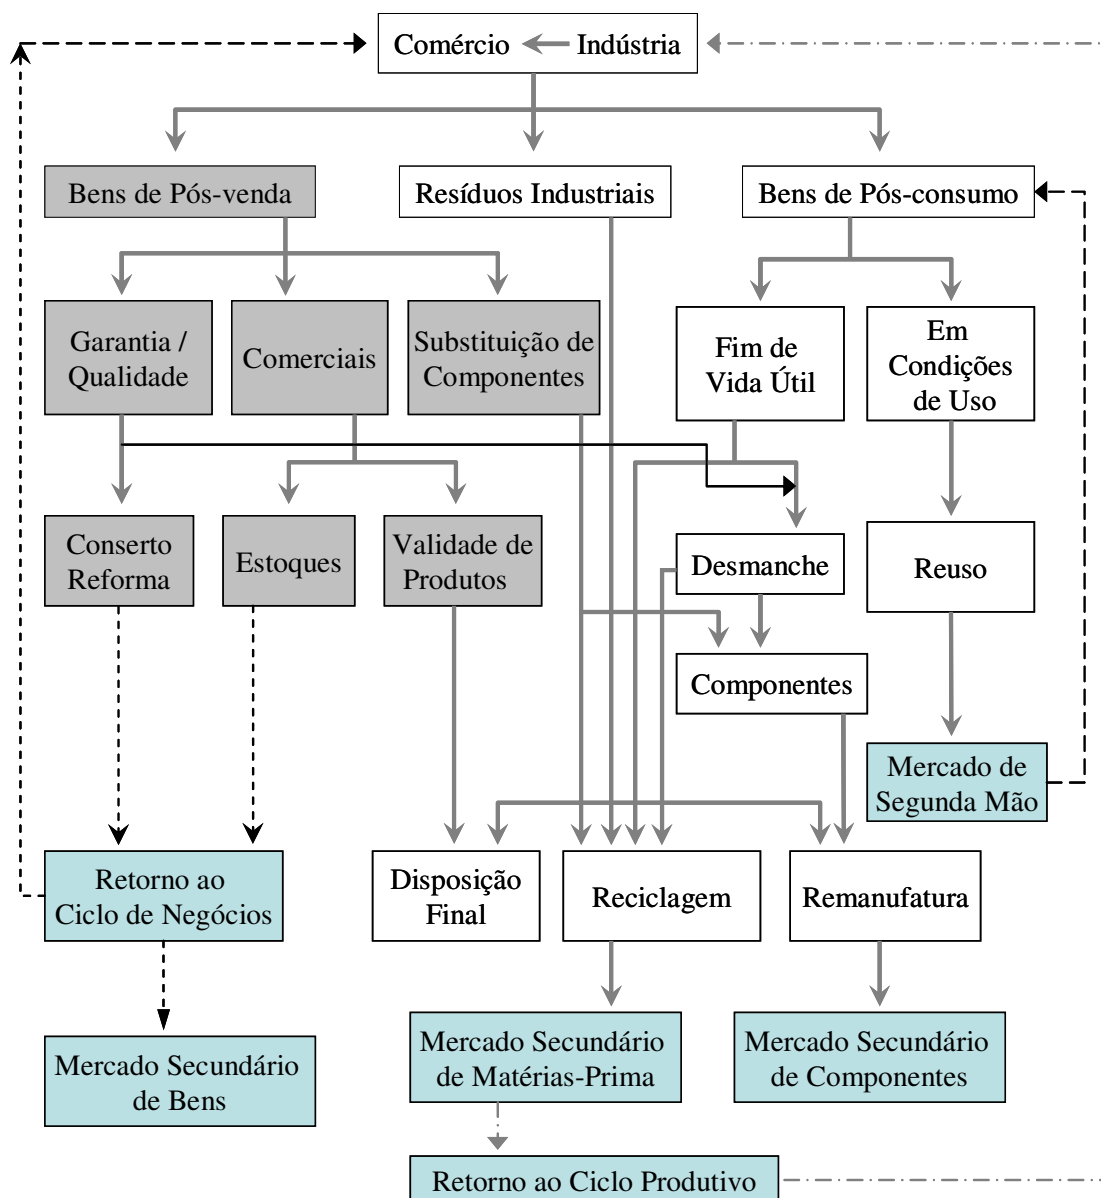 Comércio Indústria
Bens de Pós-venda
Resíduos Industriais
Bens de Pós-consumo
Garantia /
Qualidade
Comerciais
Substituição de
Componentes
Fim de
Vida Útil
Em
Condições
de Uso
Conserto
Reforma
Estoques
Validade de
Produtos
Desmanche
Reuso
Componentes
Mercado de
Segunda Mão
Retorno ao
Ciclo de Negócios
Disposição
Final
Reciclagem
Remanufatura
Mercado Secundário
de Bens
Mercado Secundário
de Matérias-Prima
Mercado Secundário
de Componentes
Retorno ao Ciclo Produtivo